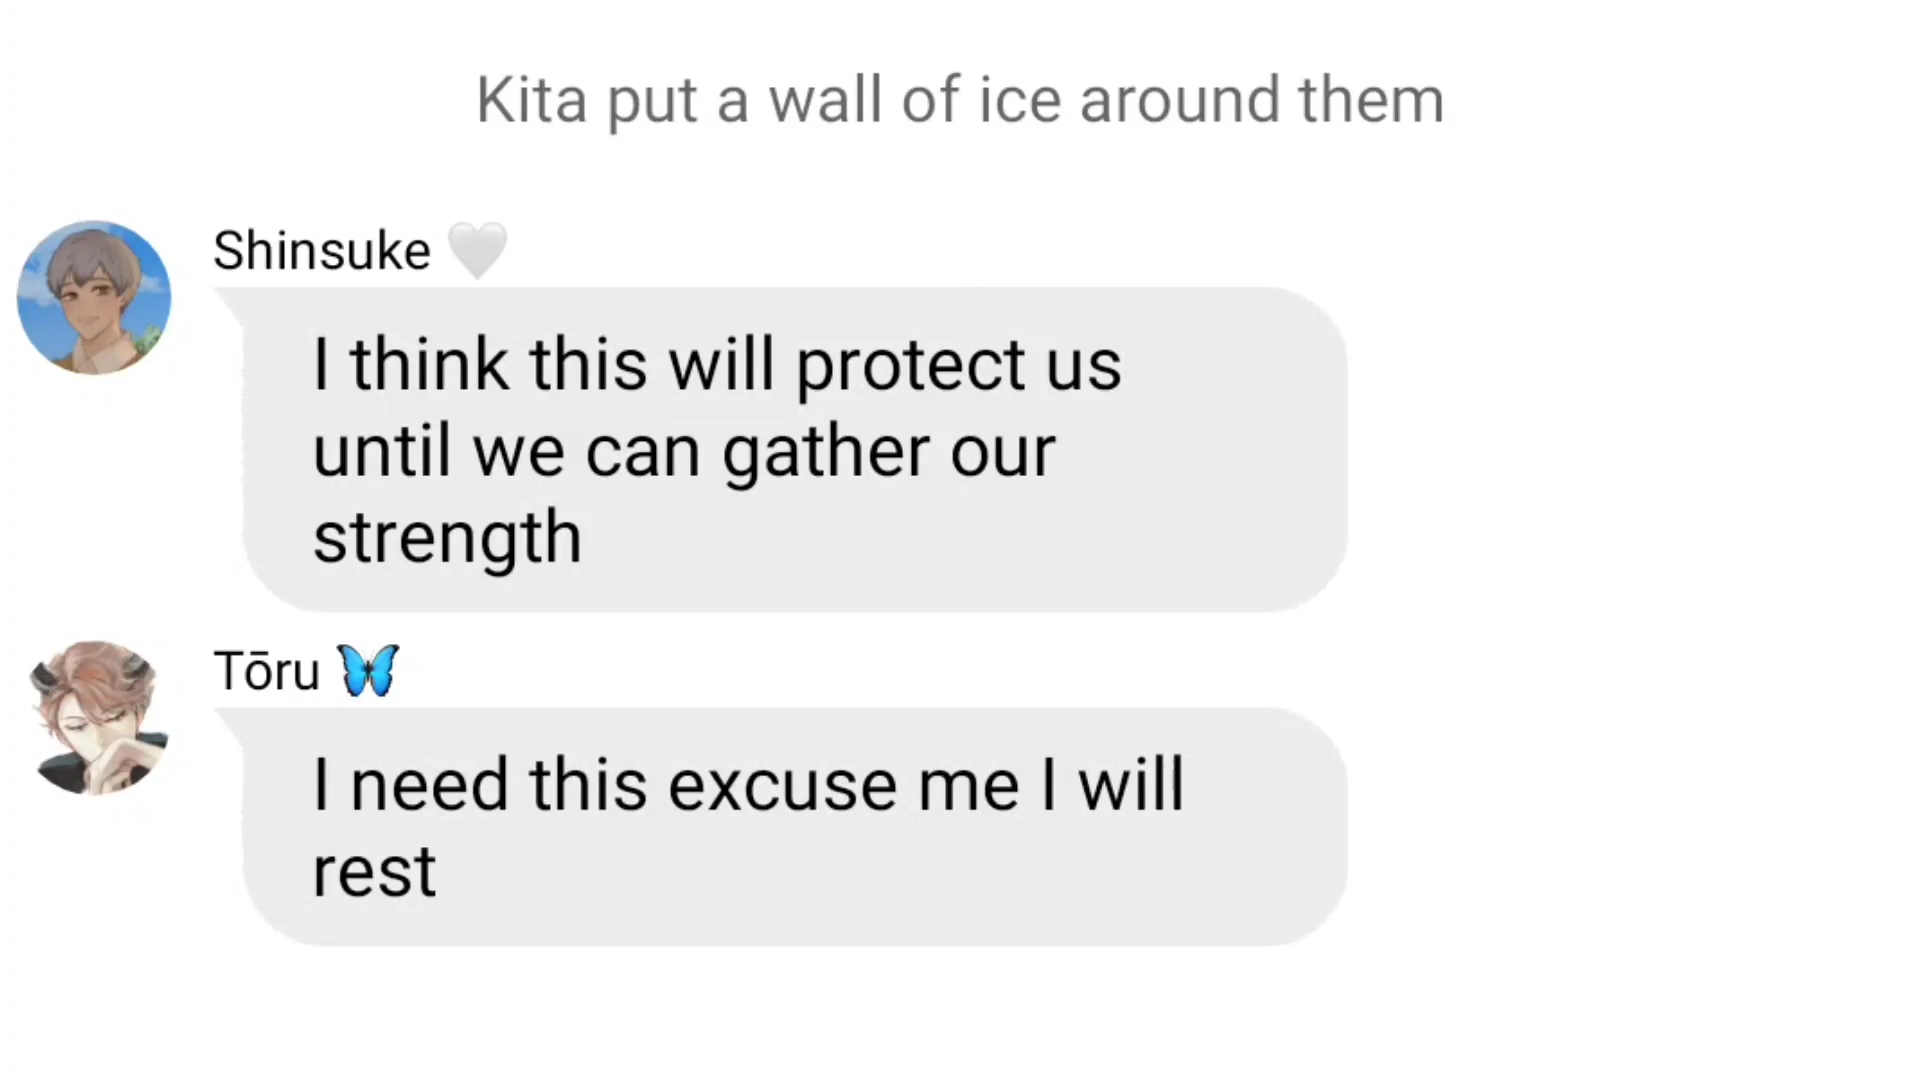 Kita put a wall of ice around them
Shinsuke 🤍
I think this will protect us
until we can gather our
strength
Tōru 🦋
I need this excuse me I will
rest